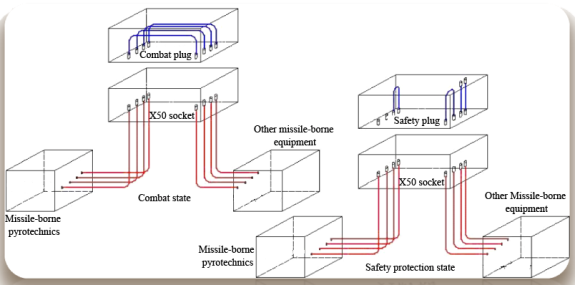 Combat plug
X50 socket
Other missile-borne
equipment
Combat state
Missile-borne
pyrotechnics
Safety plug
X50 socket
Other Missile-borne
equipment
Missile-borne
pyrotechnics
Safety protection state